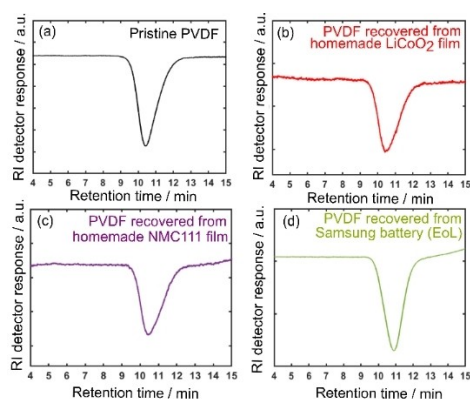 (a)
Pristine PVDF
RI detector response / a.u.
4 5 6 7 8 9 10 11 12 13 14 15
Retention time / min
(b)
PVDF recovered from
homemade LiCoO2 film
RI detector response / a.u.
4 5 6 7 8 9 10 11 12 13 14 15
Retention time / min
(c)
PVDF recovered from
homemade NMC111 film
RI detector response / a.u.
4 5 6 7 8 9 10 11 12 13 14 15
Retention time / min
(d)
PVDF recovered from
Samsung battery (EoL)
RI detector response / a.u.
4 5 6 7 8 9 10 11 12 13 14 15
Retention time / min